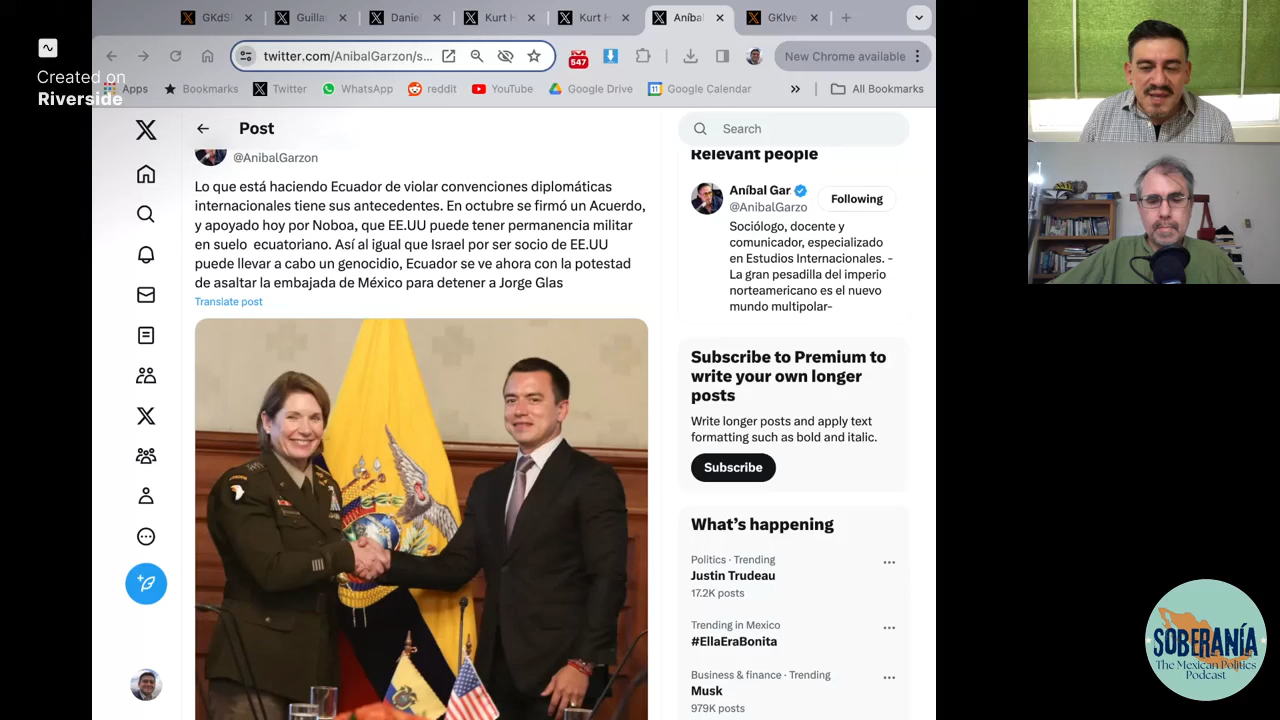 GKdS
Guilla
Daniel
Kurt H
Kurt H
Aníbal
GKlve
twitter.com/AnibalGarzon/s...
547
New Chrome available
Apps
Bookmarks
Twitter
WhatsApp
reddit
YouTube
Google Drive
31
Google Calendar
»
All Bookmarks
Created on
Riverside
Post
@AnibalGarzon
Lo que está haciendo Ecuador de violar convenciones diplomáticas
internacionales tiene sus antecedentes. En octubre se firmó un Acuerdo,
y apoyado hoy por Noboa, que EE.UU puede tener permanencia militar
en suelo ecuatoriano. Así al igual que Israel por ser socio de EE.UU
puede llevar a cabo un genocidio, Ecuador se ve ahora con la potestad
de asaltar la embajada de México para detener a Jorge Glas
Translate post
Search
Relevant people
Aníbal Gar
@AnibalGarzo
Following
Sociólogo, docente y
comunicador, especializado
en Estudios Internacionales. -
La gran pesadilla del imperio
norteamericano es el nuevo
mundo multipolar-
Subscribe to Premium to
write your own longer
posts
Write longer posts and apply text
formatting such as bold and italic.
Subscribe
What's happening
Politics · Trending
Justin Trudeau
17.2K posts
Trending in Mexico
#EllaEraBonita
Business & finance · Trending
Musk
979K posts
SOBERANÍA
The Mexican Politics
Podcast